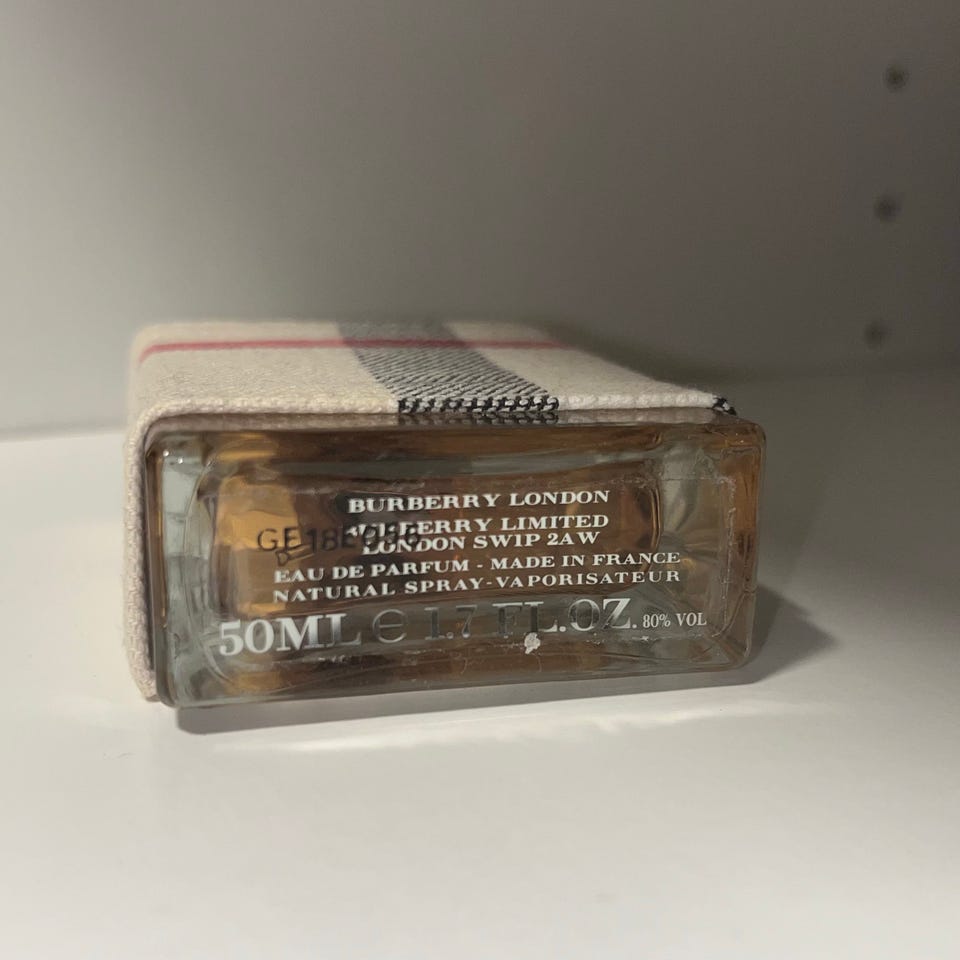 BURBERRY LONDON
LIMITED
LONDON SW1P 2AW
EAU DE PARFUM - MADE IN FRANCE
NATURAL SPRAY-VAPORISATEUR
50ML e 1.7 FL.OZ. 80% VOL